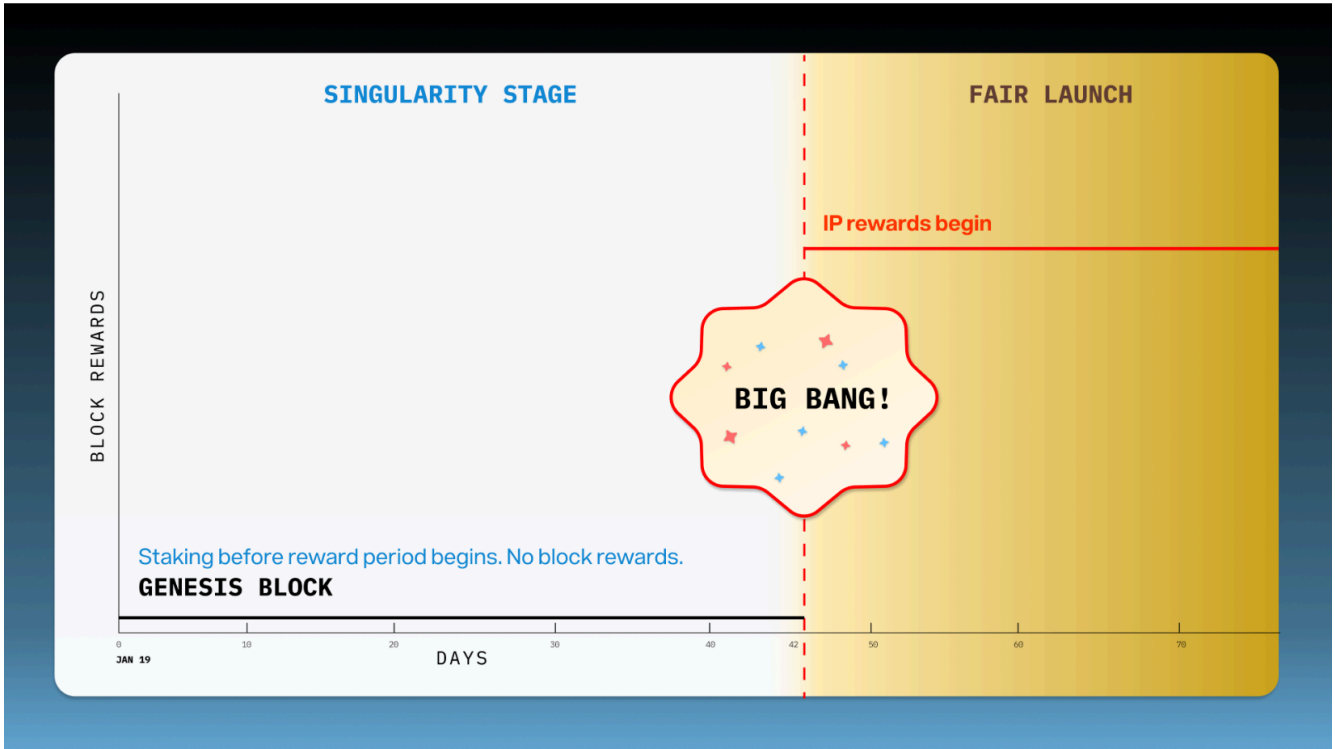 SINGULARITY STAGE
FAIR LAUNCH
IP rewards begin
BLOCK REWARDS
BIG BANG!
Staking before reward period begins. No block rewards.
GENESIS BLOCK
0 10 20 30 40 42 50 60 70
JAN 19
DAYS